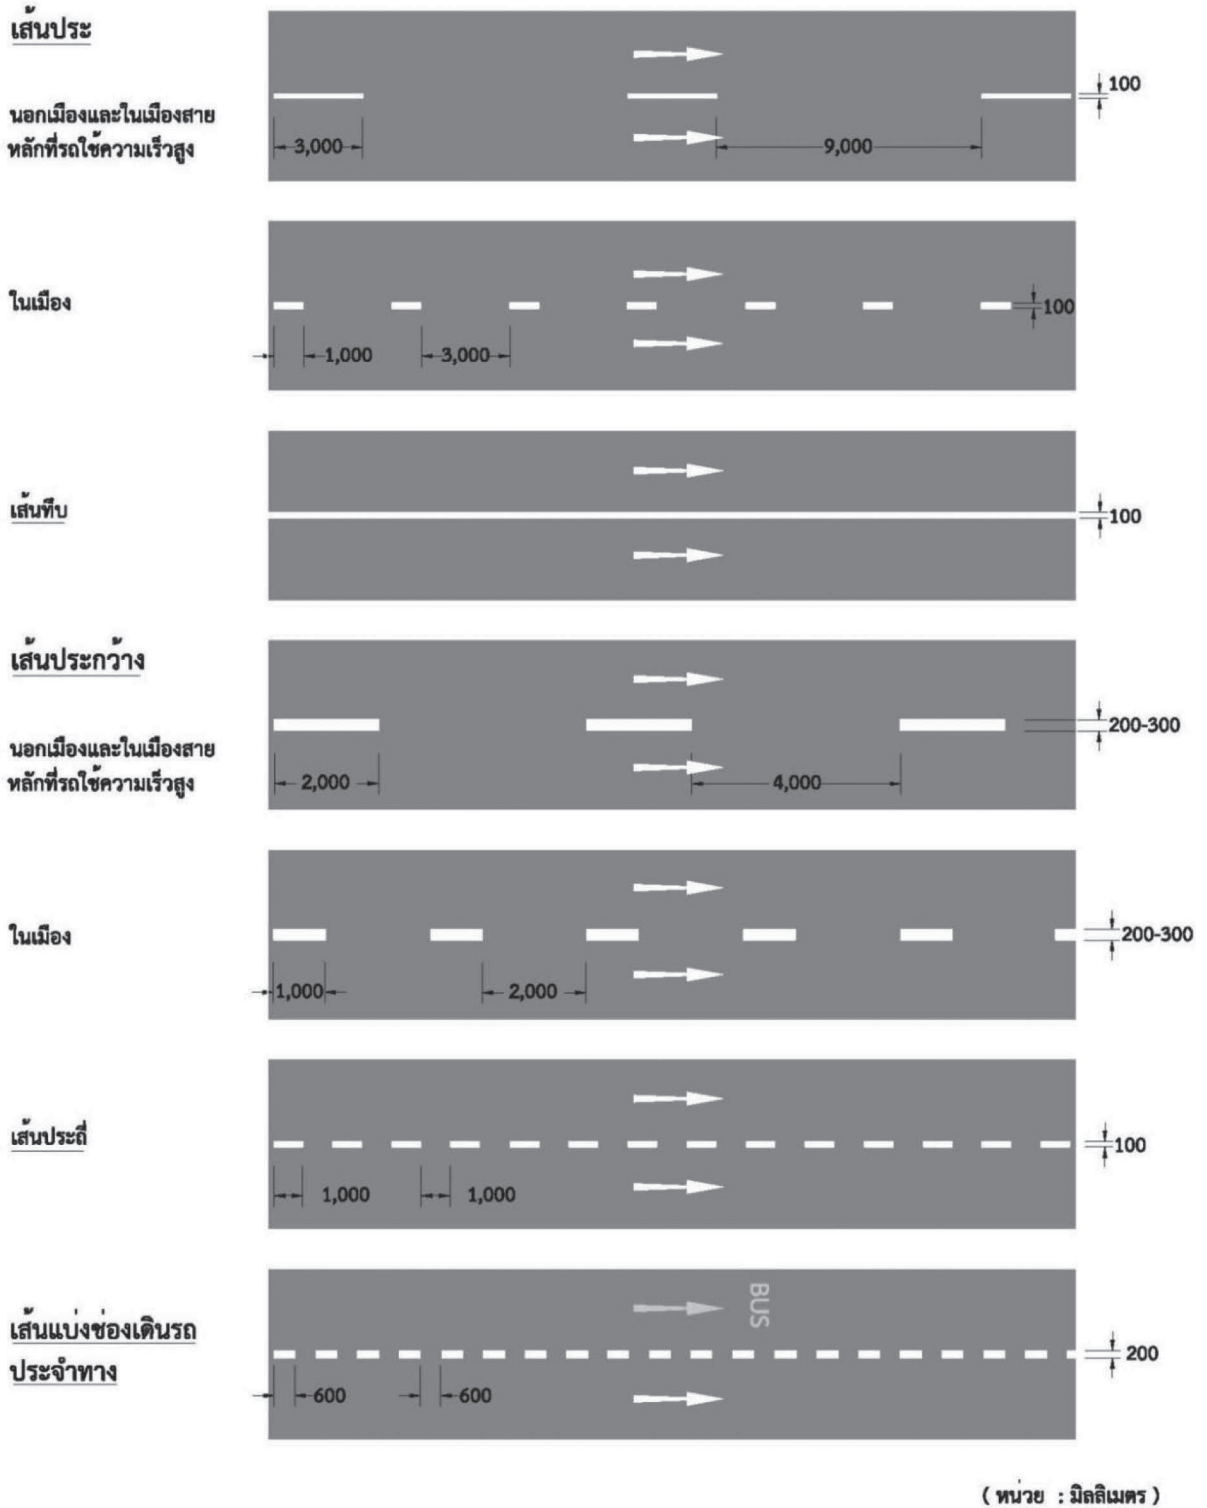 เส้นประ
100
นอกเมืองและในเมืองสาย
หลักที่รถใช้ความเร็วสูง
3,000 9,000
ในเมือง
100
1,000 3,000
เส้นทึบ
100
เส้นประกว้าง
200-300
นอกเมืองและในเมืองสาย
หลักที่รถใช้ความเร็วสูง
2,000 4,000
ในเมือง
200-300
1,000 2,000
เส้นประถี่
100
1,000 1,000
BUS
เส้นแบ่งช่องเดินรถ
ประจำทาง
200
600 600
( หน่วย : มิลลิเมตร )